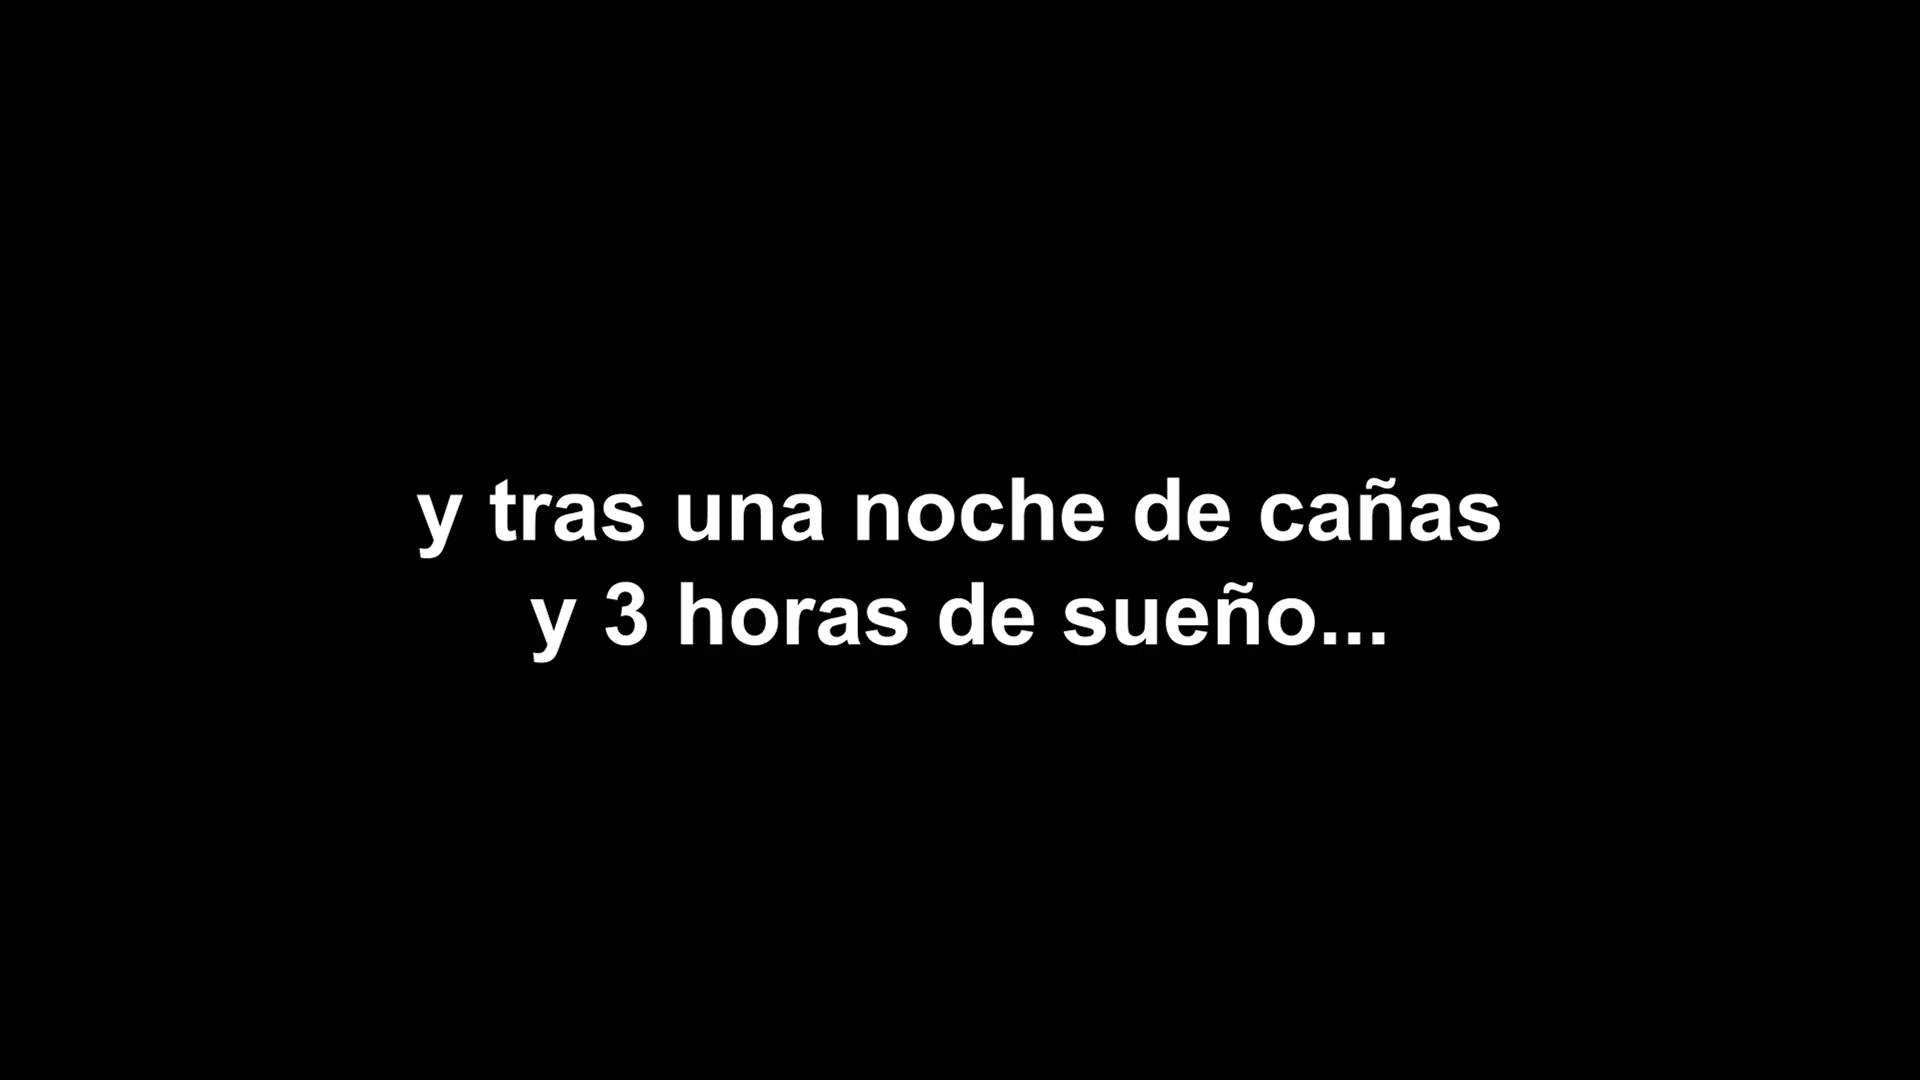 y tras una noche de cañas
y 3 horas de sueño...